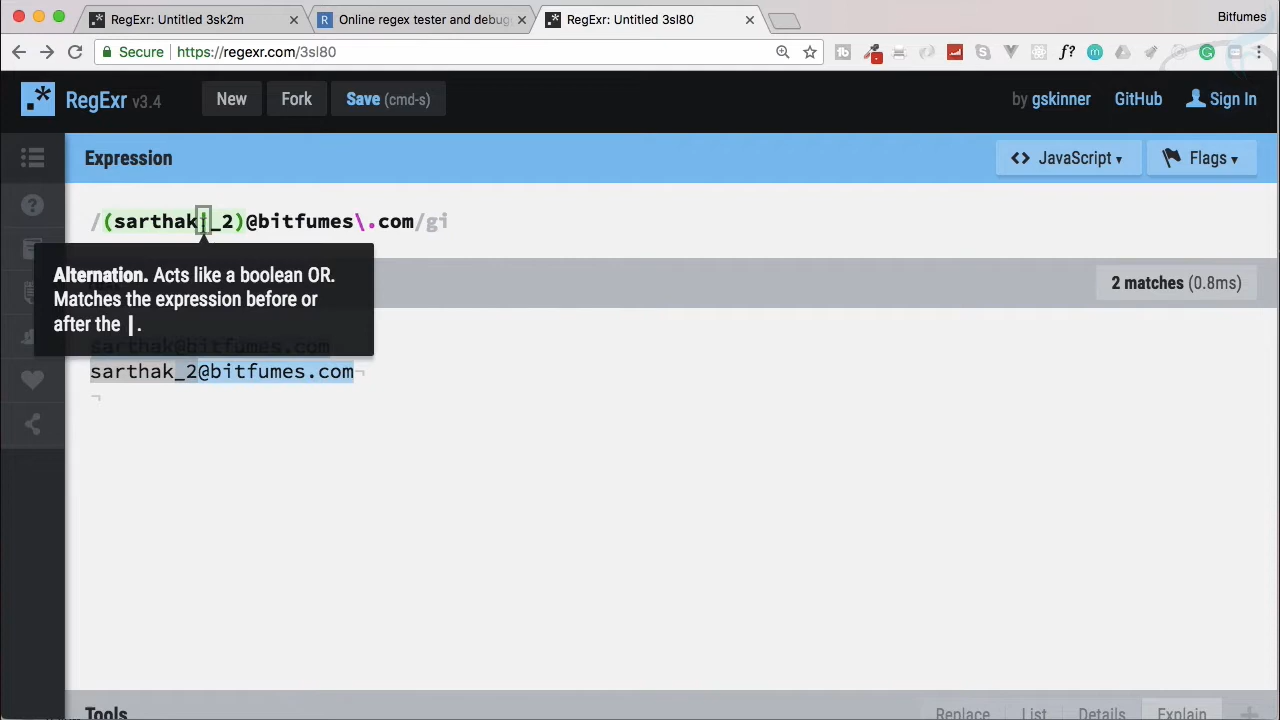 RegExr: Untitled 3sk2m
Online regex tester and debugg
RegExr: Untitled 3sl80
Bitfumes
Secure https://regexr.com/3sl80
RegExr v3.4
New
Fork
Save (cmd-s)
by gskinner
GitHub
Sign In
Expression
JavaScript
Flags
/(sarthak|_2)@bitfumes\.com/gi
Alternation. Acts like a boolean OR.
Matches the expression before or
after the |.
2 matches (0.8ms)
sarthak@bitfumes.com
sarthak_2@bitfumes.com
Tools
Replace
List
Details
Explain